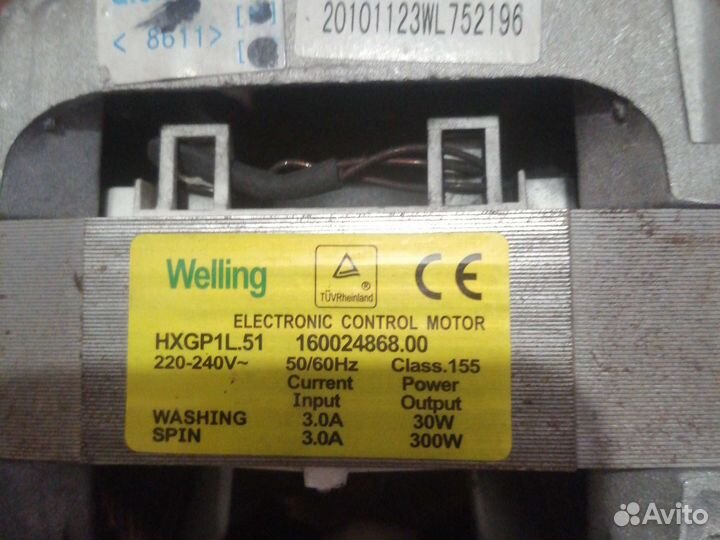 < 8611> [
20101123WL752196
Welling
TÜVRheinland ®
CE
ELECTRONIC CONTROL MOTOR
HXGP1L.51 160024868.00
220-240V~ 50/60Hz Class.155
Current Power
Input Output
WASHING 3.0A 30W
SPIN 3.0A 300W
Avito